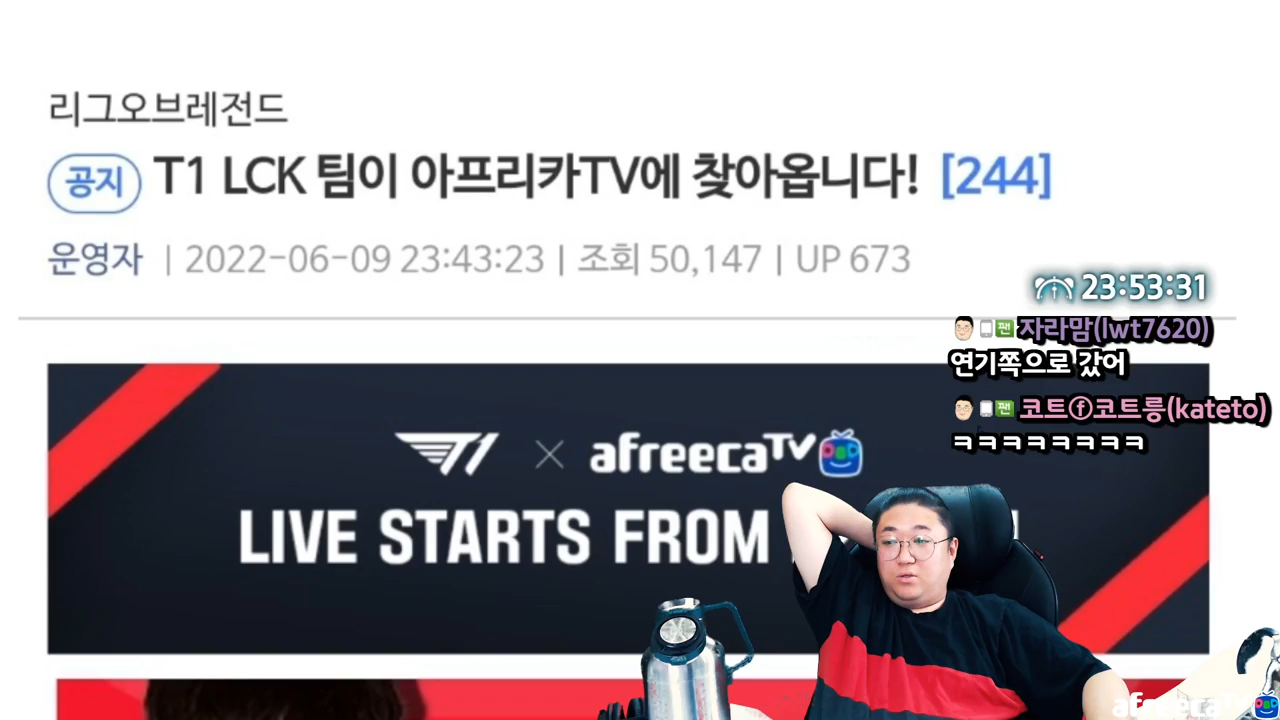 리그오브레전드
공지 T1 LCK 팀이 아프리카TV에 찾아옵니다! [244]
운영자 | 2022-06-09 23:43:23 | 조회 50,147 | UP 673
23:53:31
짼! 자라맘(lwt7620)
연기쪽으로 갔어
짼! 코트ⓕ코트릉(kateto)
ㅋㅋㅋㅋㅋㅋㅋㅋ
T1 × afreecaTV
LIVE STARTS FROM
afreecaTV